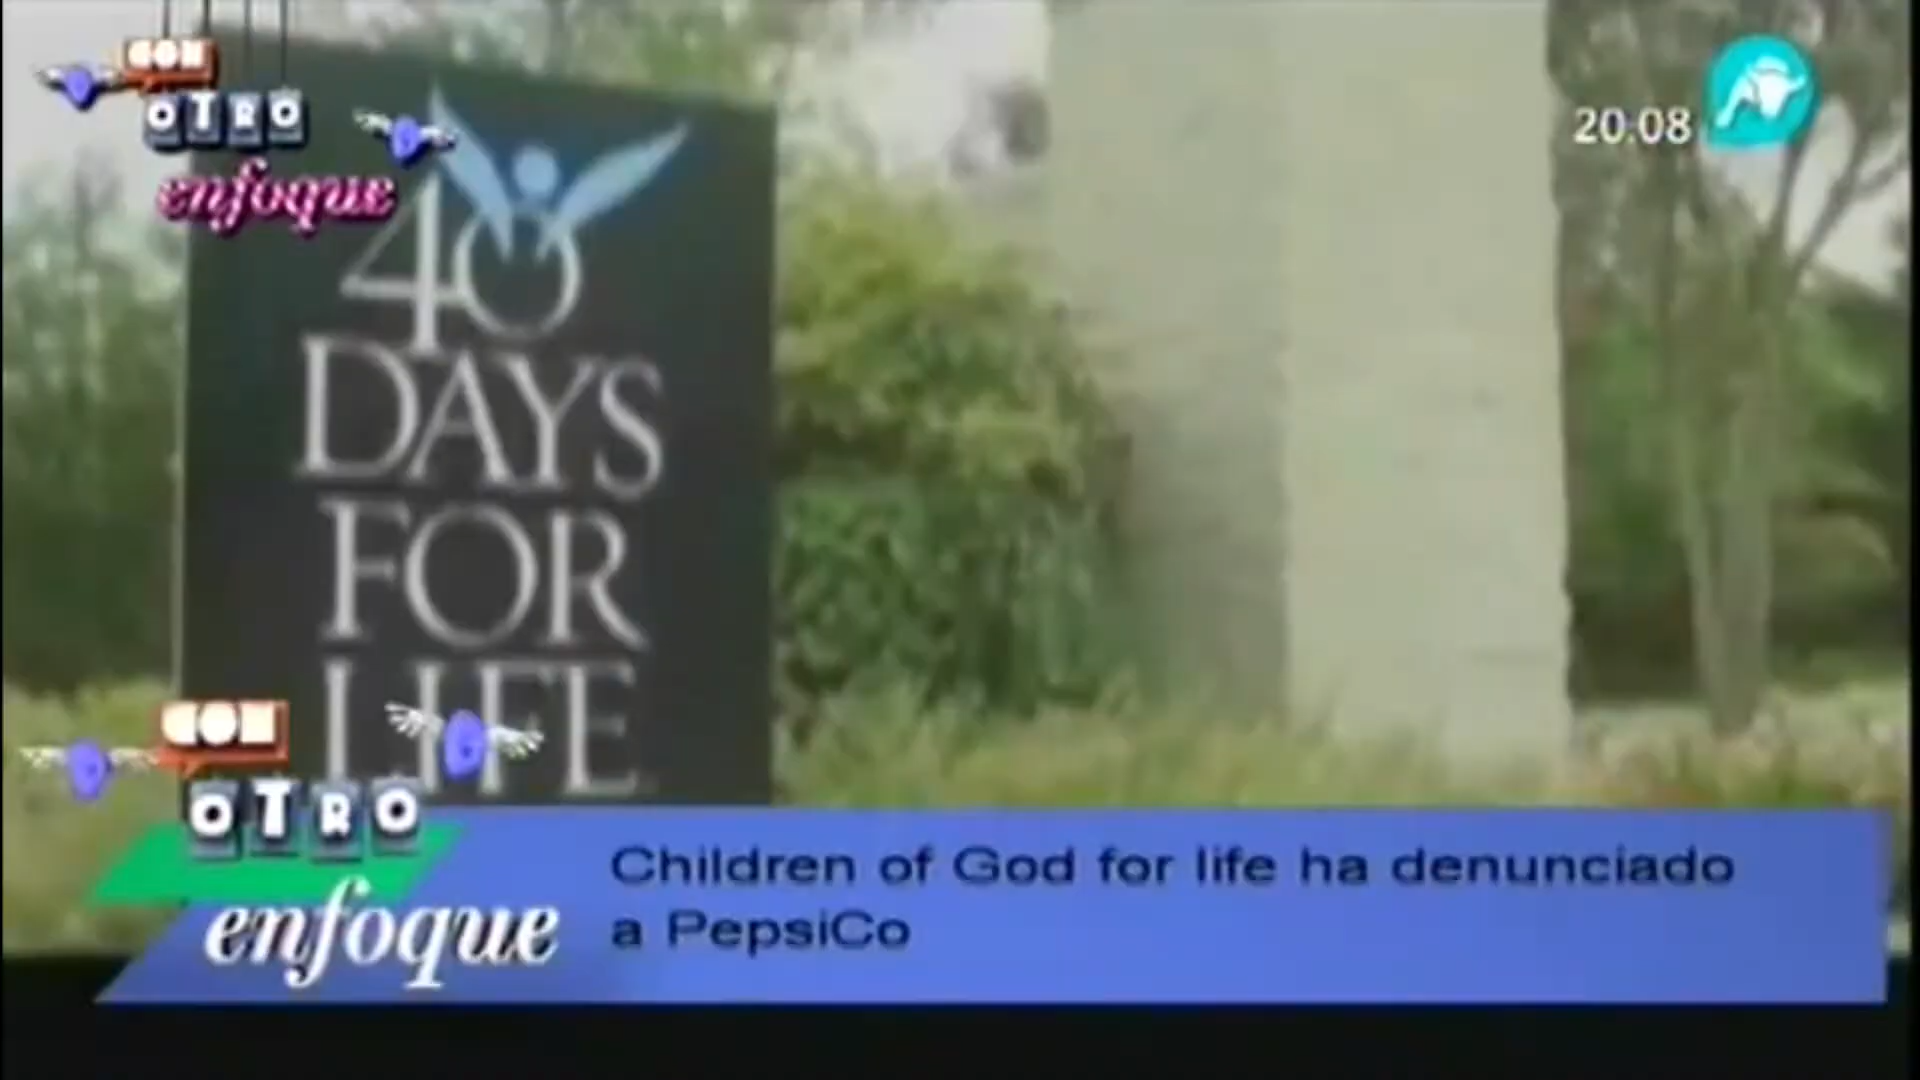 CON
OTRO
enfoque
20.08
40
DAYS
FOR
LIFE
CON
OTRO
enfoque
Children of God for life ha denunciado
a PepsiCo